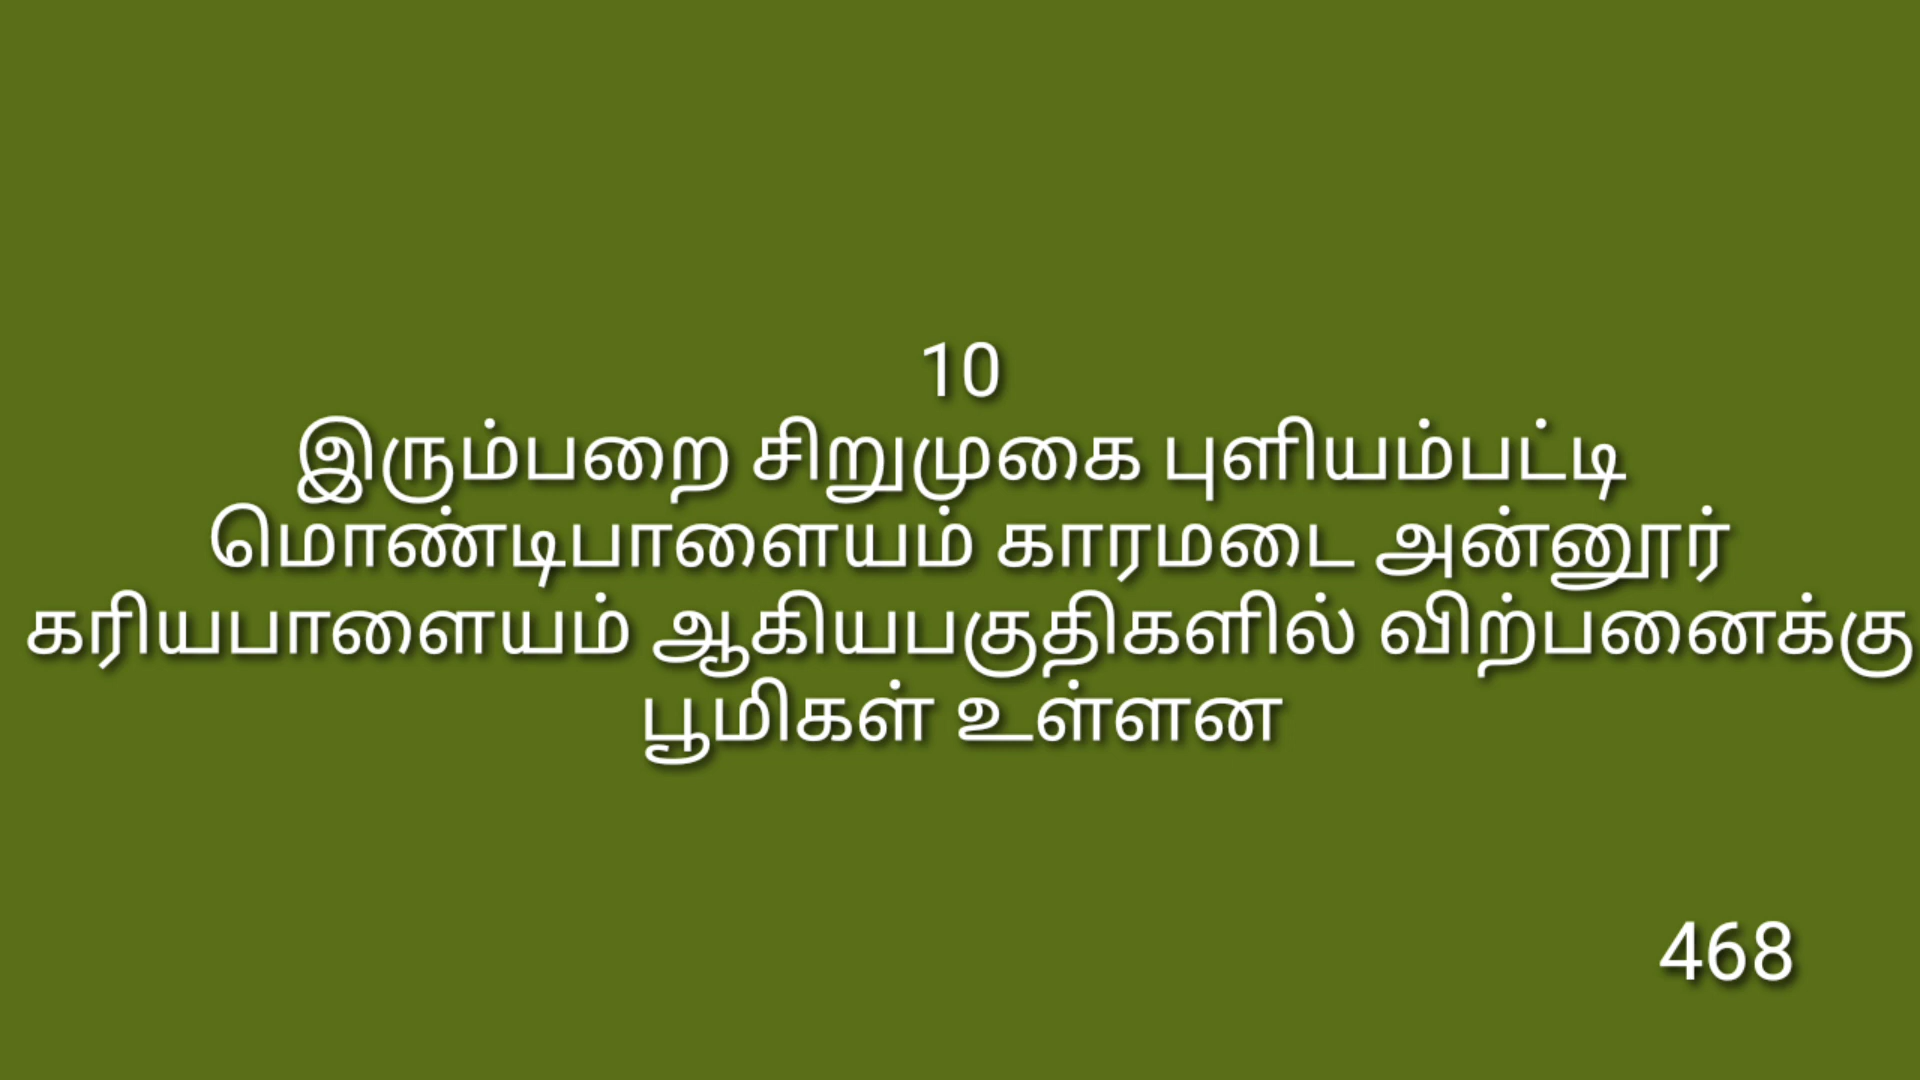 10
இரும்பறை சிறுமுகை புளியம்பட்டி
மொண்டிபாளையம் காரமடை அன்னூர்
கரியபாளையம் ஆகியபகுதிகளில் விற்பனைக்கு
பூமிகள் உள்ளன
468